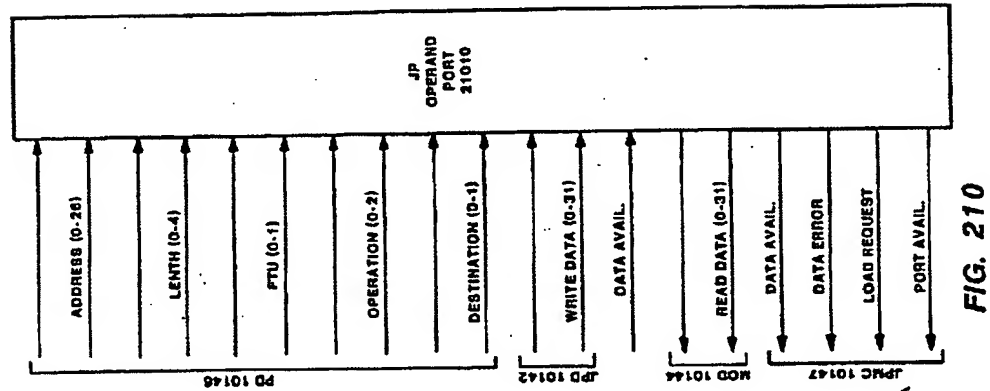 JP
OPERAND
PORT
21010
ADDRESS (0-26)
LENTH (0-4)
FTU (0-1)
OPERATION (0-2)
DESTINATION (0-1)
WRITE DATA (0-31)
DATA AVAIL.
READ DATA (0-31)
DATA AVAIL.
DATA ERROR
LOAD REQUEST
PORT AVAIL.
PD 10146
JPD 10142
MOD 10144
JPMC 10147
FIG. 210